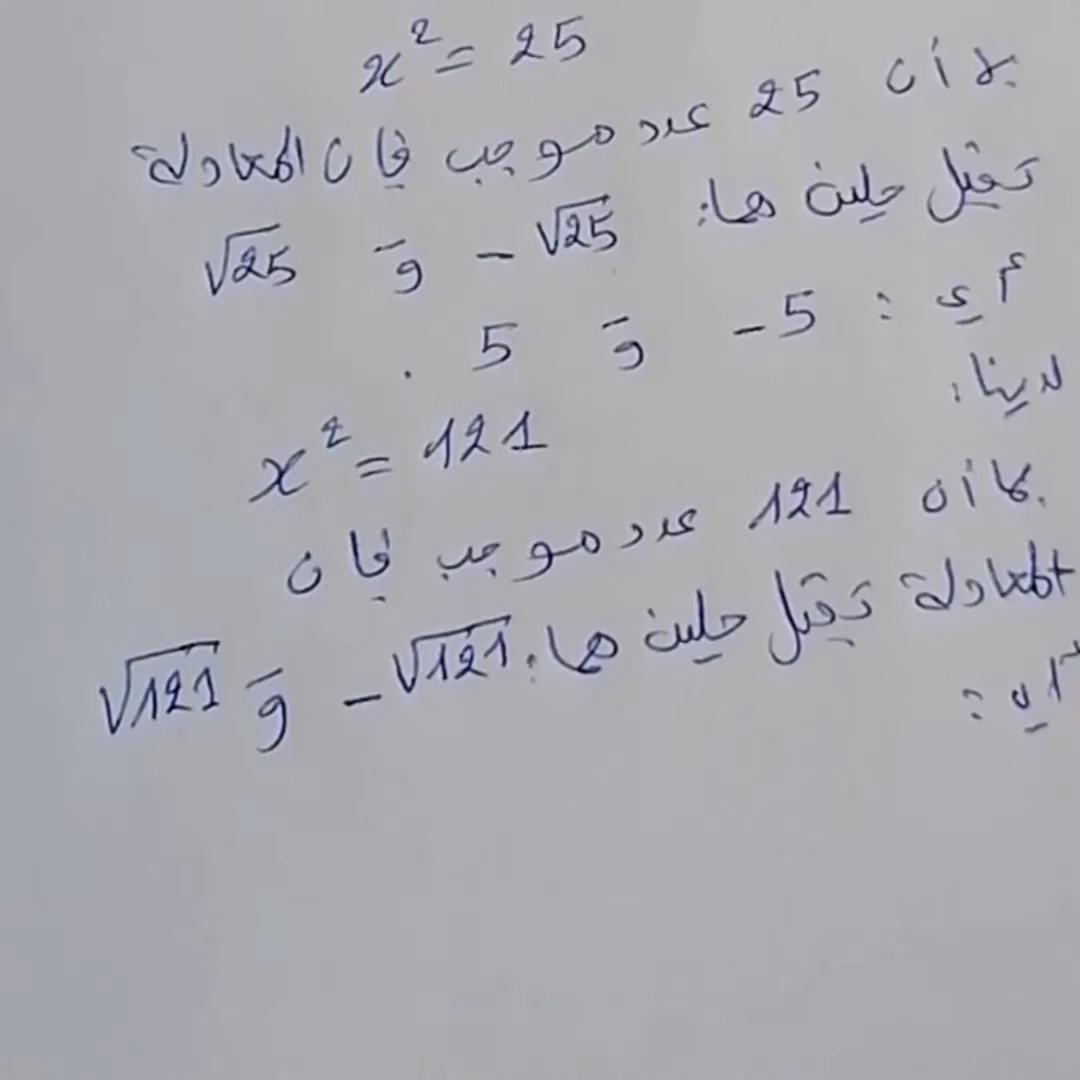 x² = 25
بما أن 25 عدد موجب فإن المعادلة
تقبل حلين هما: -√25 وَ √25
أي : -5 وَ 5 .
لدينا:
x² = 121
بما أن 121 عدد موجب فإن
المعادلة تقبل حلين هما: -√121 وَ √121
أي :